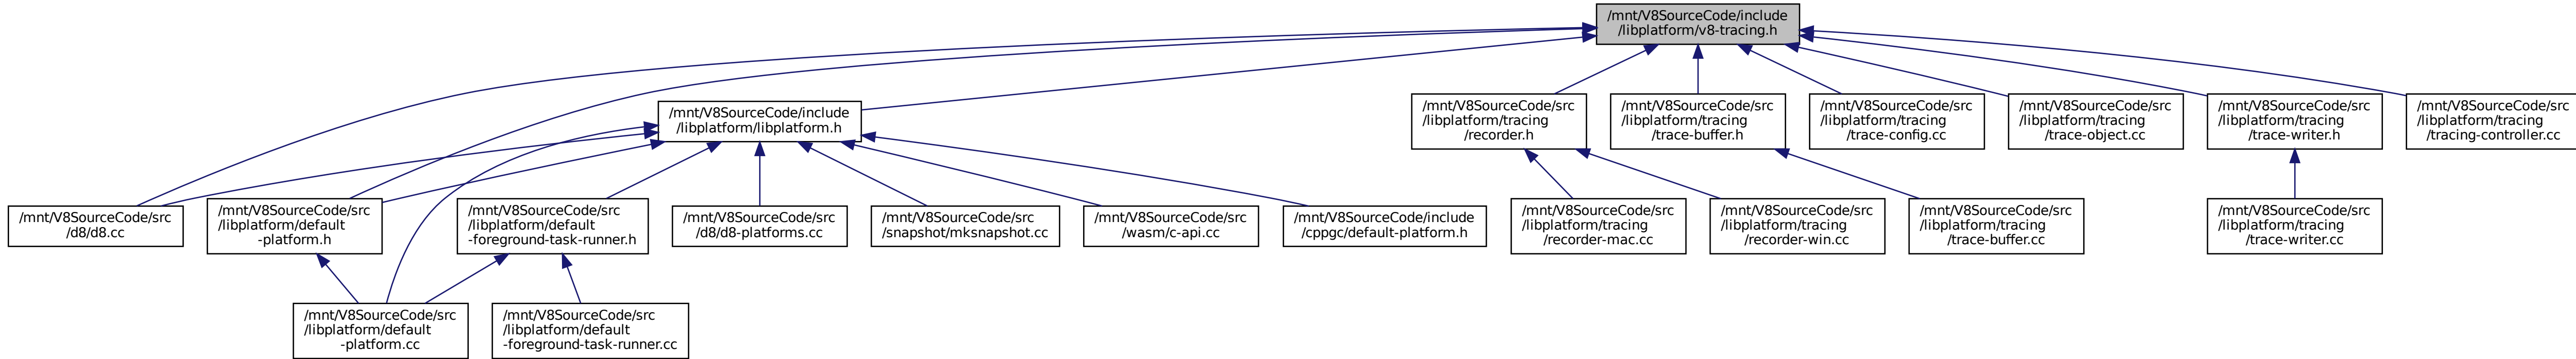 /mnt/V8SourceCode/include
/libplatform/v8-tracing.h
/mnt/V8SourceCode/include
/libplatform/libplatform.h
/mnt/V8SourceCode/src
/libplatform/tracing
/recorder.h
/mnt/V8SourceCode/src
/libplatform/tracing
/trace-buffer.h
/mnt/V8SourceCode/src
/libplatform/tracing
/trace-config.cc
/mnt/V8SourceCode/src
/libplatform/tracing
/trace-object.cc
/mnt/V8SourceCode/src
/libplatform/tracing
/trace-writer.h
/mnt/V8SourceCode/src
/libplatform/tracing
/tracing-controller.cc
/mnt/V8SourceCode/src
/d8/d8.cc
/mnt/V8SourceCode/src
/libplatform/default
-platform.h
/mnt/V8SourceCode/src
/libplatform/default
-foreground-task-runner.h
/mnt/V8SourceCode/src
/d8/d8-platforms.cc
/mnt/V8SourceCode/src
/snapshot/mksnapshot.cc
/mnt/V8SourceCode/src
/wasm/c-api.cc
/mnt/V8SourceCode/include
/cppgc/default-platform.h
/mnt/V8SourceCode/src
/libplatform/tracing
/recorder-mac.cc
/mnt/V8SourceCode/src
/libplatform/tracing
/recorder-win.cc
/mnt/V8SourceCode/src
/libplatform/tracing
/trace-buffer.cc
/mnt/V8SourceCode/src
/libplatform/tracing
/trace-writer.cc
/mnt/V8SourceCode/src
/libplatform/default
-platform.cc
/mnt/V8SourceCode/src
/libplatform/default
-foreground-task-runner.cc